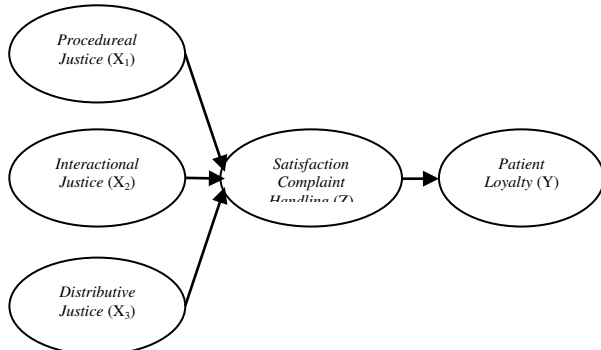 Procedureal
Justice (X₁)
Interactional
Justice (X₂)
Satisfaction
Complaint
Handling (Z)
Patient
Loyalty (Y)
Distributive
Justice (X₃)